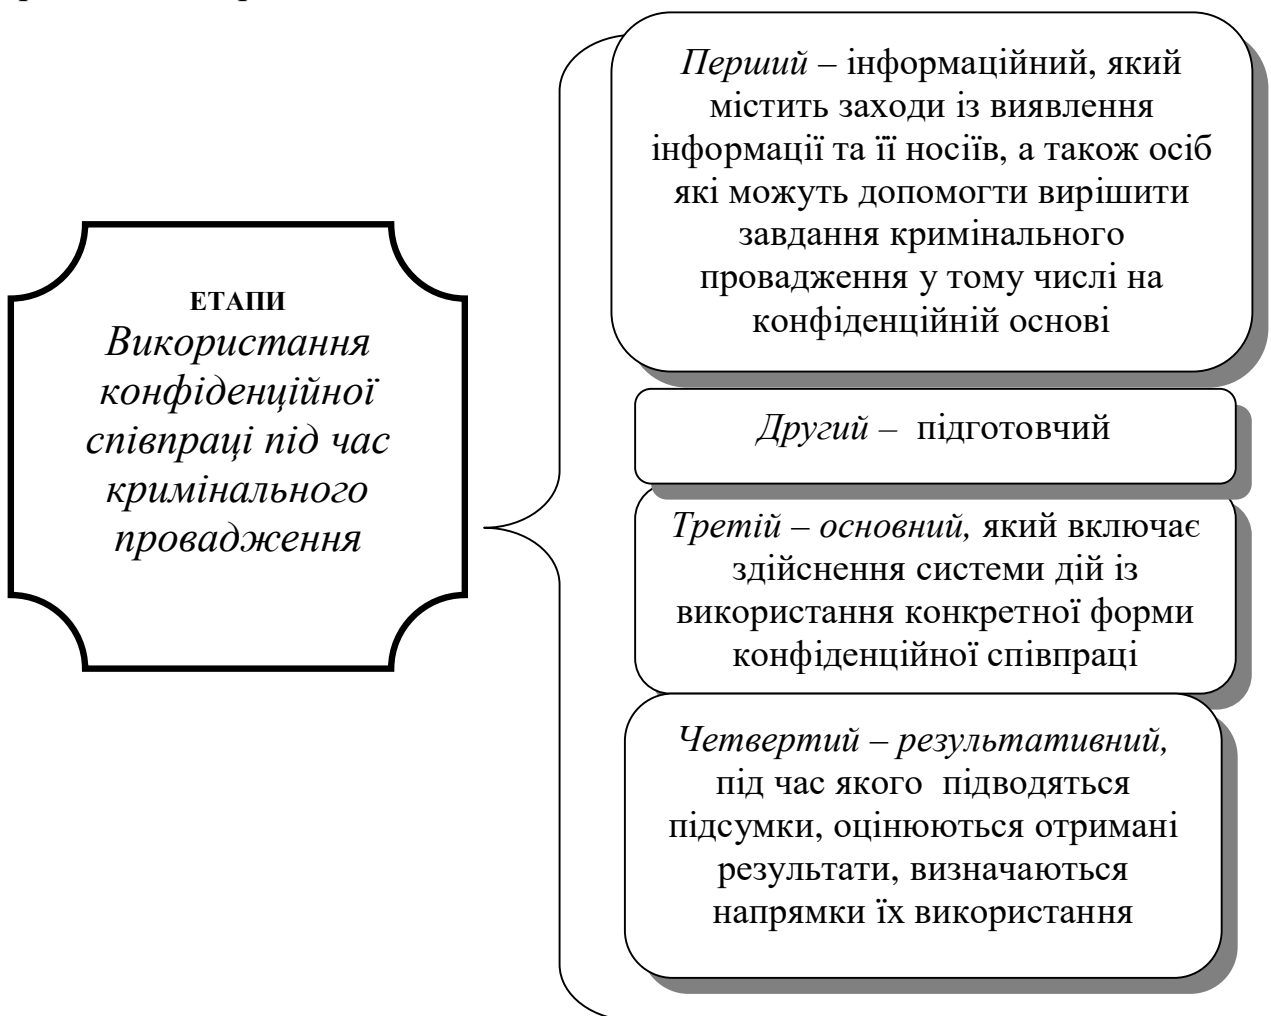 ЕТАПИ
Використання
конфіденційної
співпраці під час
кримінального
провадження
Перший – інформаційний, який
містить заходи із виявлення
інформації та її носіїв, а також осіб
які можуть допомогти вирішити
завдання кримінального
провадження у тому числі на
конфіденційній основі
Другий – підготовчий
Третій – основний, який включає
здійснення системи дій із
використання конкретної форми
конфіденційної співпраці
Четвертий – результативний,
під час якого підводяться
підсумки, оцінюються отримані
результати, визначаються
напрямки їх використання